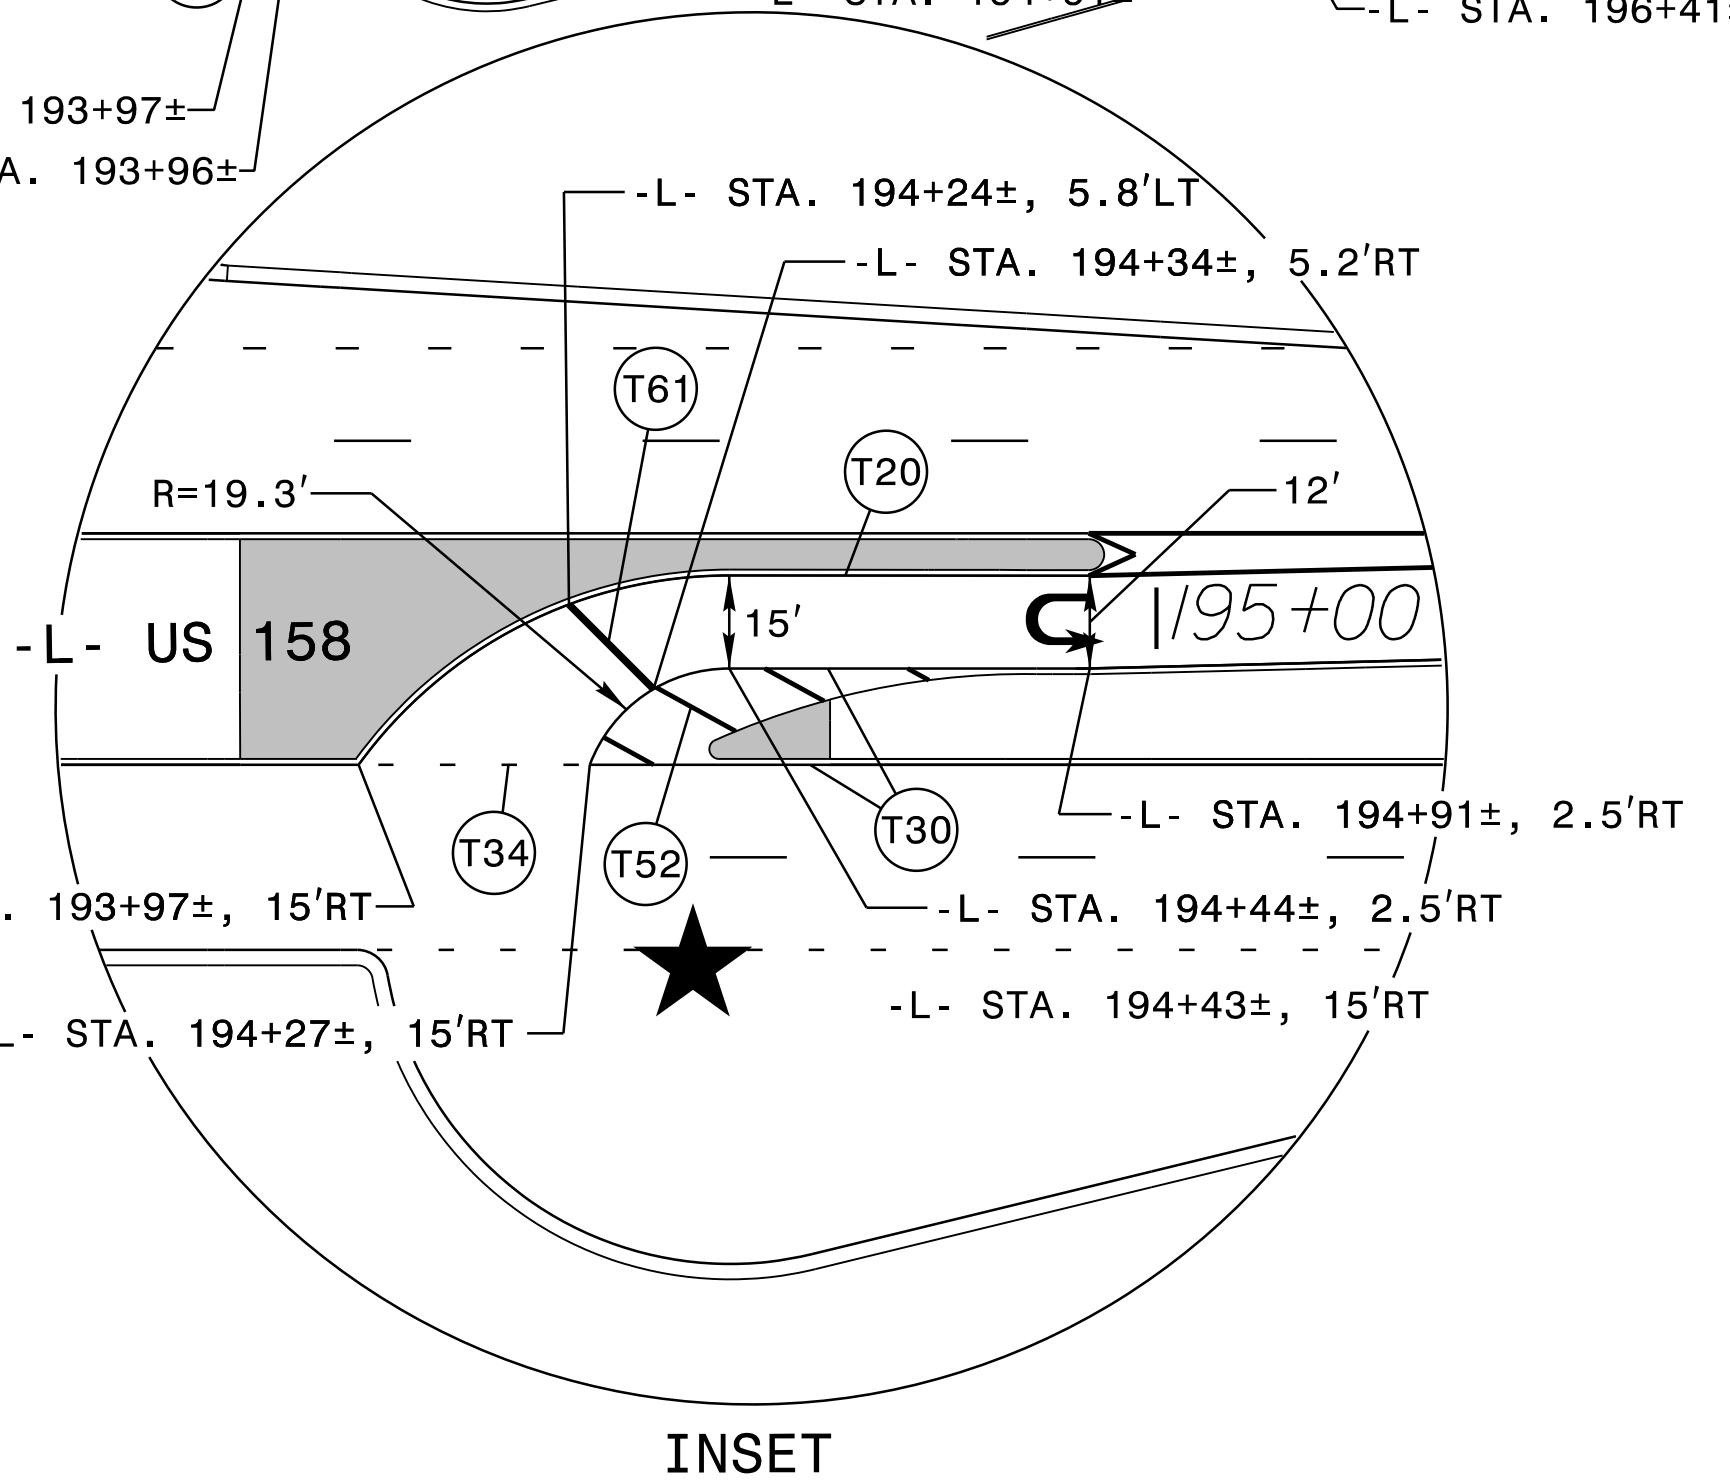 -L- STA. 196+41±
193+97±
A. 193+96±
-L- STA. 194+24±, 5.8'LT
-L- STA. 194+34±, 5.2'RT
T61
T20
R=19.3'
12'
15'
195+00
-L- US 158
-L- STA. 194+91±, 2.5'RT
T30
T34
T52
. 193+97±, 15'RT
-L- STA. 194+44±, 2.5'RT
-L- STA. 194+43±, 15'RT
L- STA. 194+27±, 15'RT
INSET